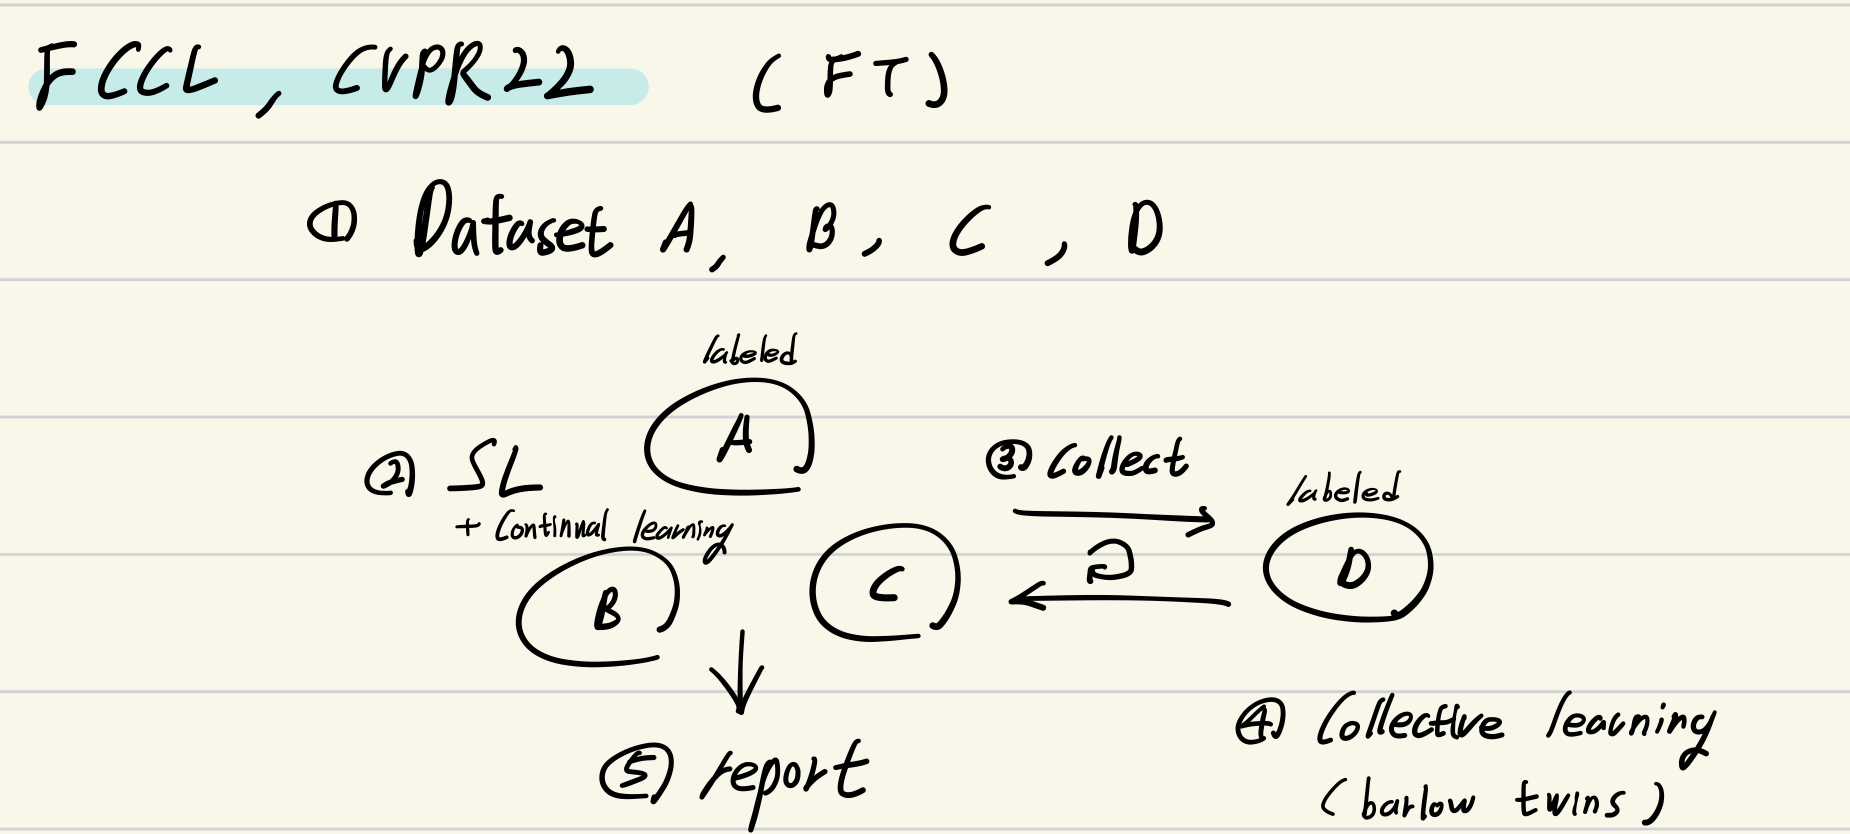 FCCL, CVPR22 (FT)
① Dataset A, B, C, D
labeled
A
② SL
+ Continual learning
B
C
③ Collect
labeled
D
④ Collective learning
(barlow twins)
⑤ report